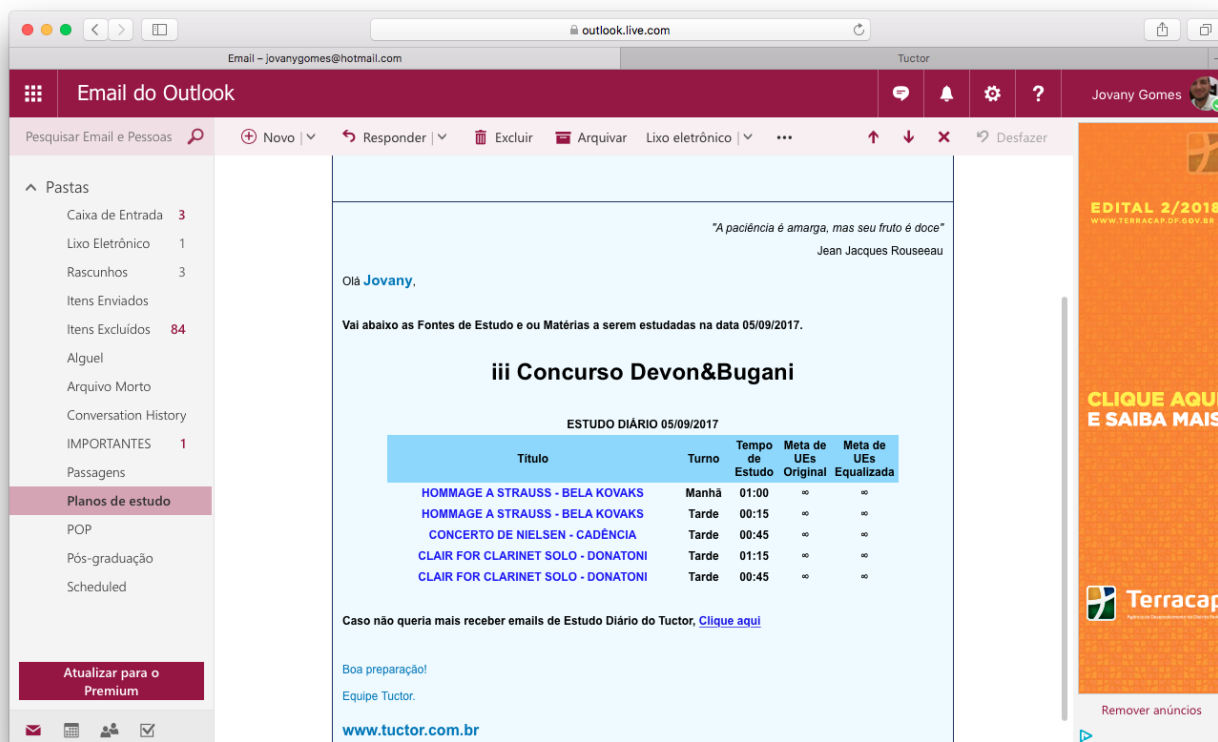 outlook.live.com
Email – jovanygomes@hotmail.com
Tuctor
Email do Outlook
Jovany Gomes
Pesquisar Email e Pessoas
Novo
Responder
Excluir
Arquivar
Lixo eletrônico
Desfazer
Pastas
Caixa de Entrada 3
Lixo Eletrônico 1
Rascunhos 3
Itens Enviados
Itens Excluídos 84
Alguel
Arquivo Morto
Conversation History
IMPORTANTES 1
Passagens
Planos de estudo
POP
Pós-graduação
Scheduled
Atualizar para o
Premium
"A paciência é amarga, mas seu fruto é doce"
Jean Jacques Rouseeau
Olá Jovany,
Vai abaixo as Fontes de Estudo e ou Matérias a serem estudadas na data 05/09/2017.
iii Concurso Devon&Bugani
ESTUDO DIÁRIO 05/09/2017
Título Turno Tempo de Estudo Meta de UEs Original Meta de UEs Equalizada
HOMMAGE A STRAUSS - BELA KOVAKS Manhã 01:00 ∞ ∞
HOMMAGE A STRAUSS - BELA KOVAKS Tarde 00:15 ∞ ∞
CONCERTO DE NIELSEN - CADÊNCIA Tarde 00:45 ∞ ∞
CLAIR FOR CLARINET SOLO - DONATONI Tarde 01:15 ∞ ∞
CLAIR FOR CLARINET SOLO - DONATONI Tarde 00:45 ∞ ∞
Caso não queria mais receber emails de Estudo Diário do Tuctor, Clique aqui
Boa preparação!
Equipe Tuctor.
www.tuctor.com.br
EDITAL 2/2018
WWW.TERRACAP.DF.GOV.BR
CLIQUE AQUI
E SAIBA MAIS
Terracap
Remover anúncios